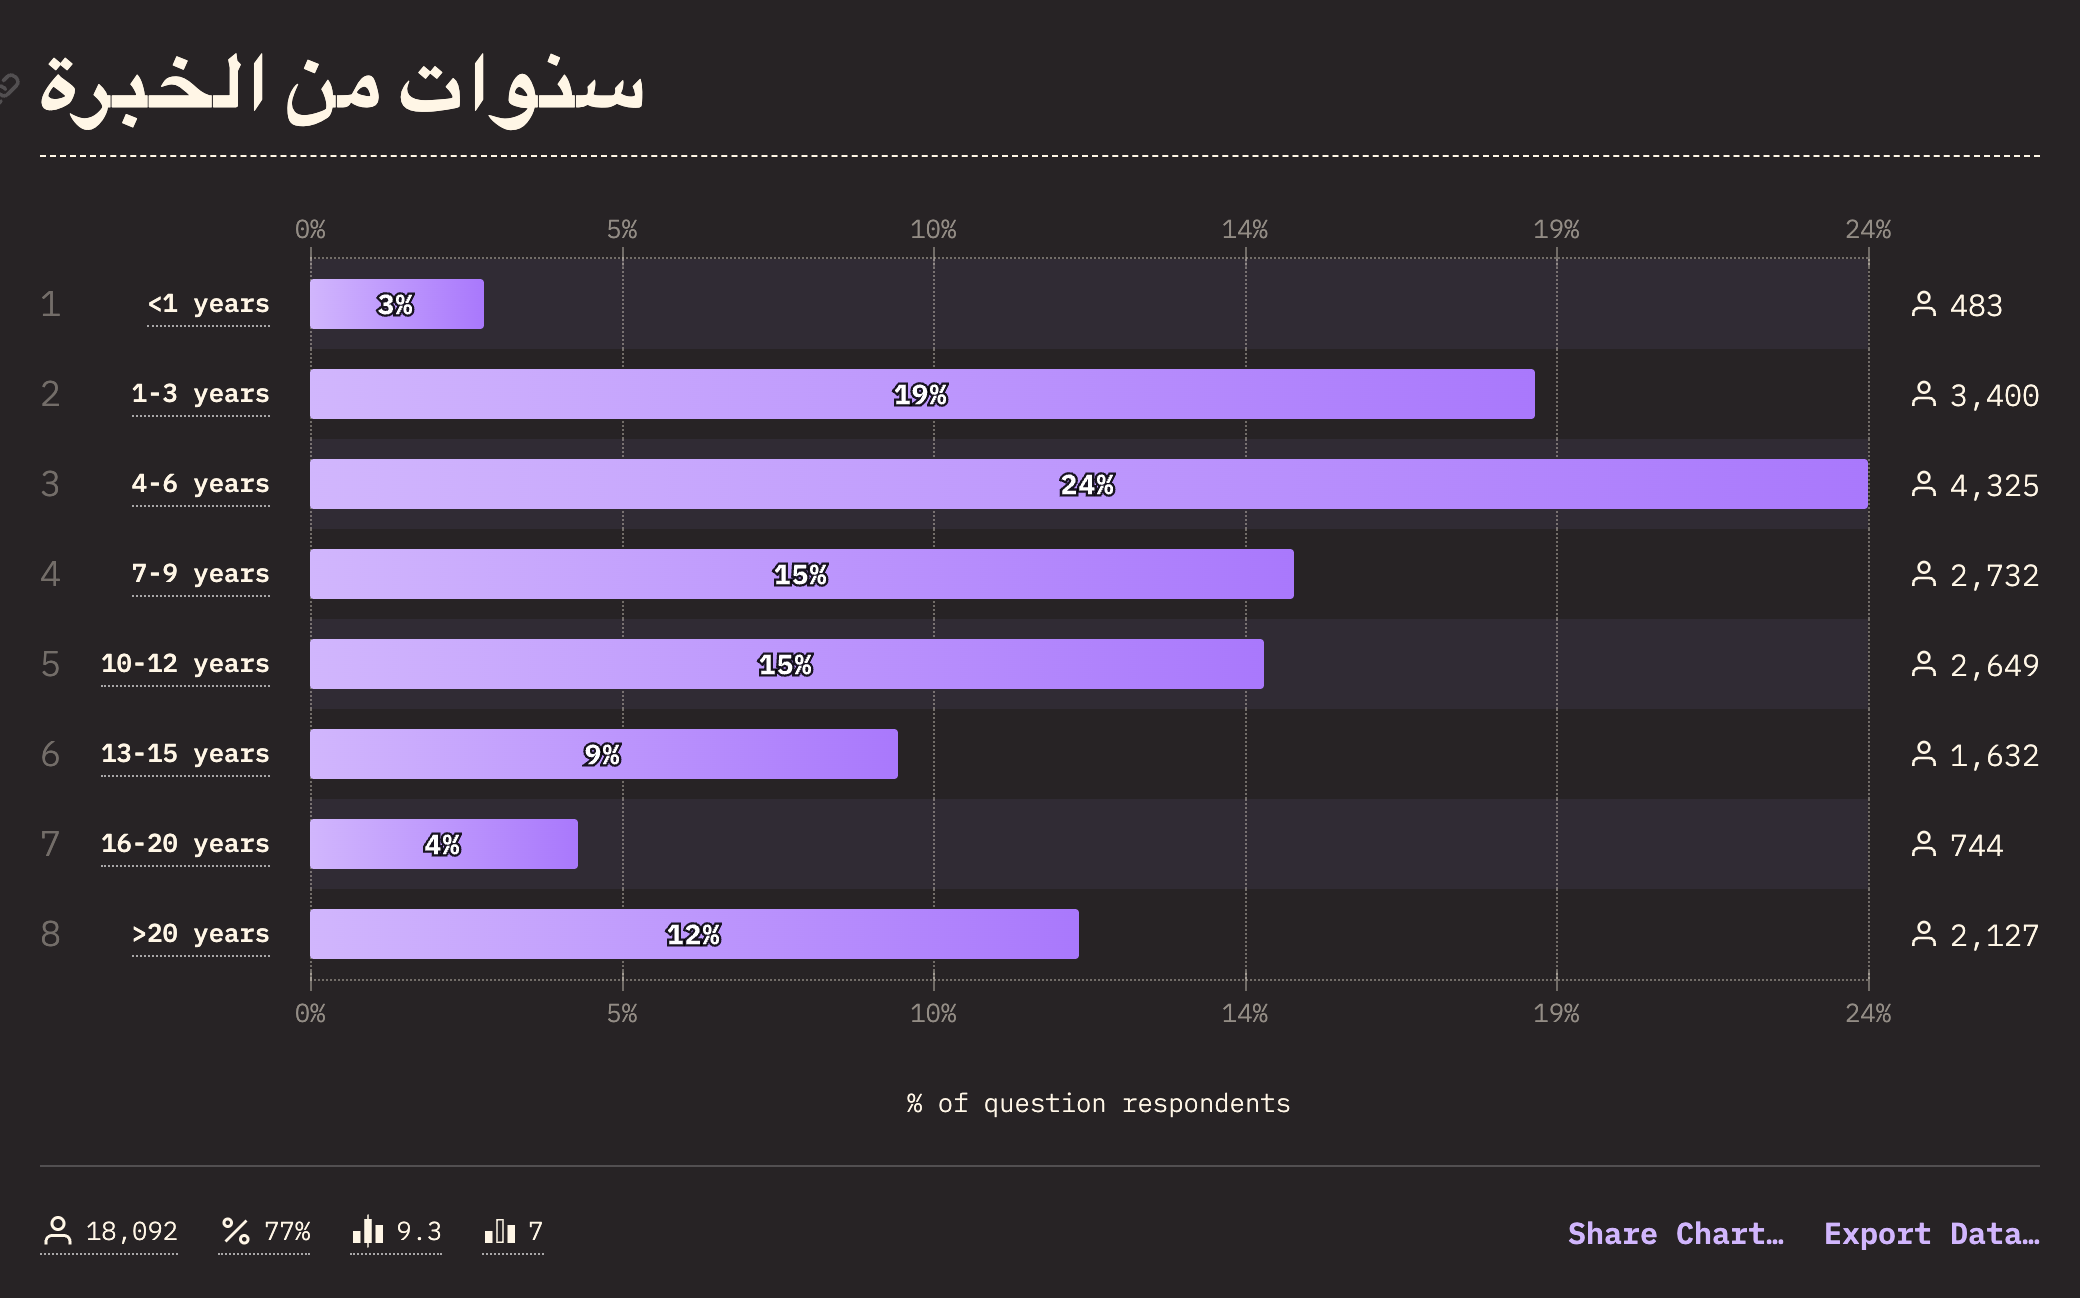 سنوات من الخبرة
0% 5% 10% 14% 19% 24%
1 <1 years 3% 483
2 1-3 years 19% 3,400
3 4-6 years 24% 4,325
4 7-9 years 15% 2,732
5 10-12 years 15% 2,649
6 13-15 years 9% 1,632
7 16-20 years 4% 744
8 >20 years 12% 2,127
0% 5% 10% 14% 19% 24%
% of question respondents
18,092 77% 9.3 7 Share Chart… Export Data…